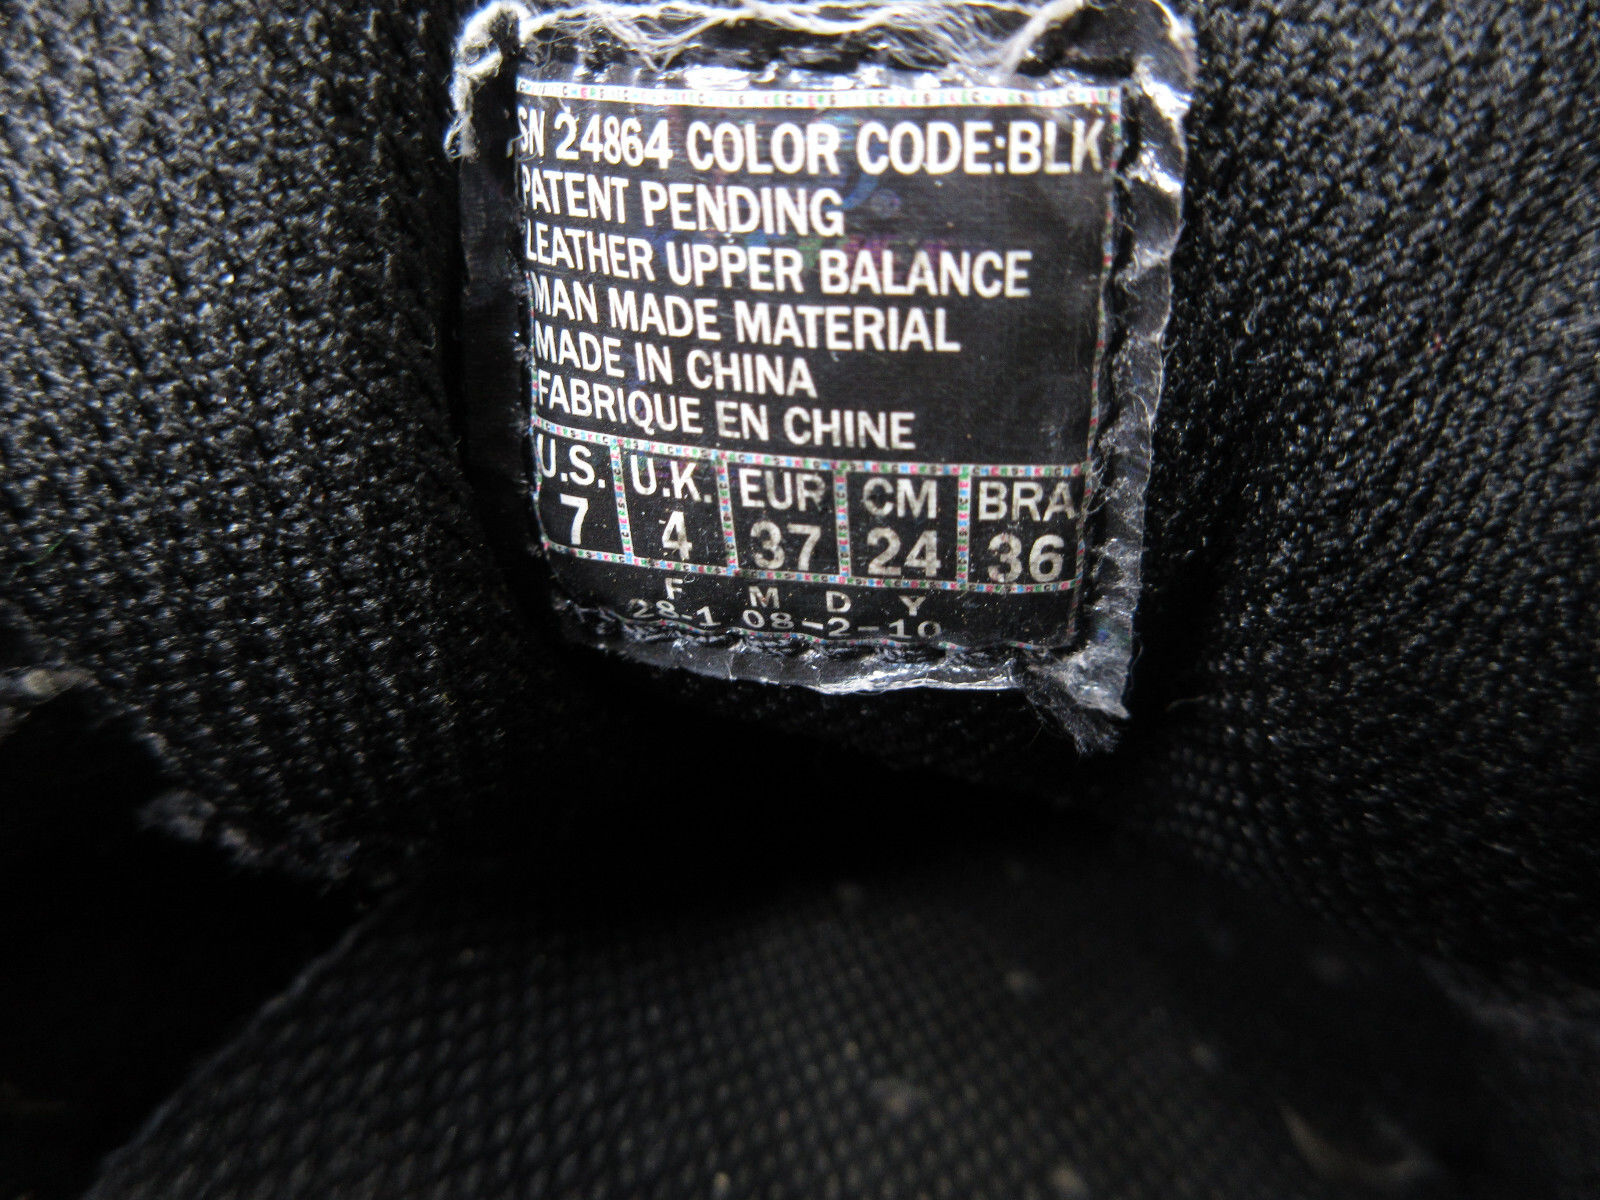 SN 24864 COLOR CODE:BLK
PATENT PENDING
LEATHER UPPER BALANCE
MAN MADE MATERIAL
MADE IN CHINA
FABRIQUE EN CHINE
U.S. U.K. EUR CM BRA
7 4 37 24 36
F M D Y
28-1 08-2-10